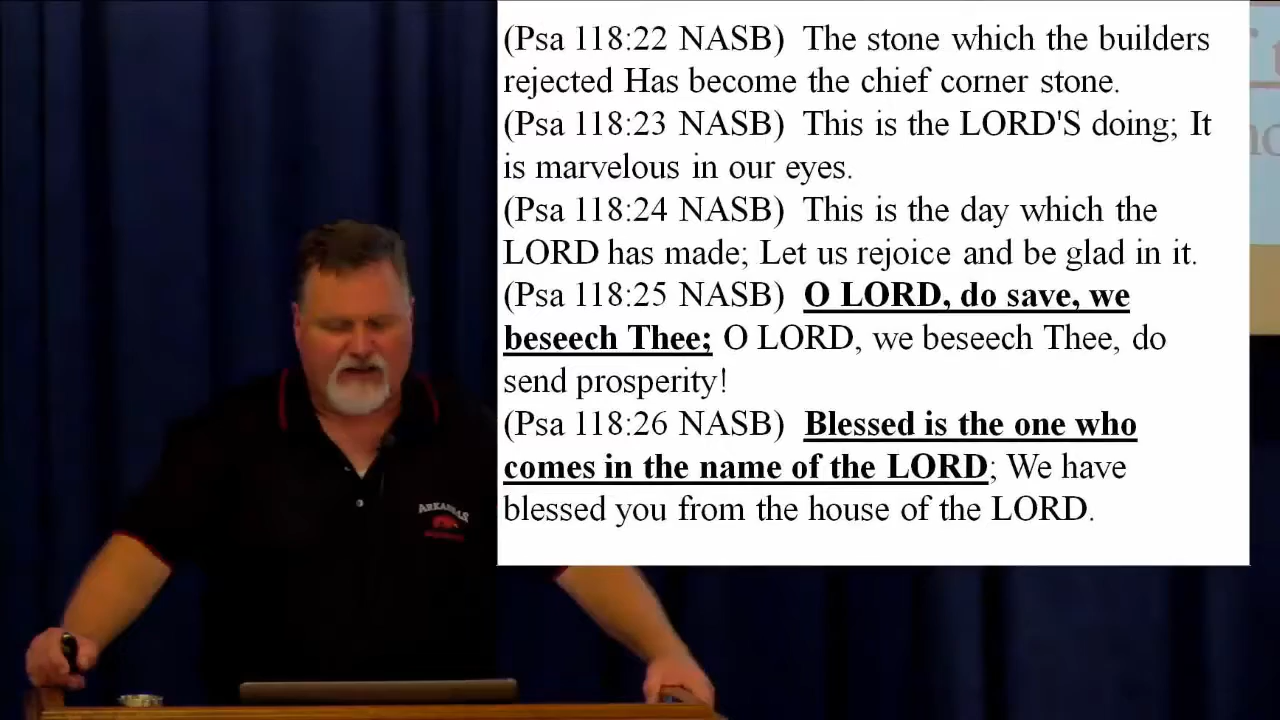 (Psa 118:22 NASB)  The stone which the builders
rejected Has become the chief corner stone.
(Psa 118:23 NASB)  This is the LORD'S doing; It
is marvelous in our eyes.
(Psa 118:24 NASB)  This is the day which the
LORD has made; Let us rejoice and be glad in it.
(Psa 118:25 NASB)  O LORD, do save, we
beseech Thee; O LORD, we beseech Thee, do
send prosperity!
(Psa 118:26 NASB)  Blessed is the one who
comes in the name of the LORD; We have
blessed you from the house of the LORD.
ARKANSAS